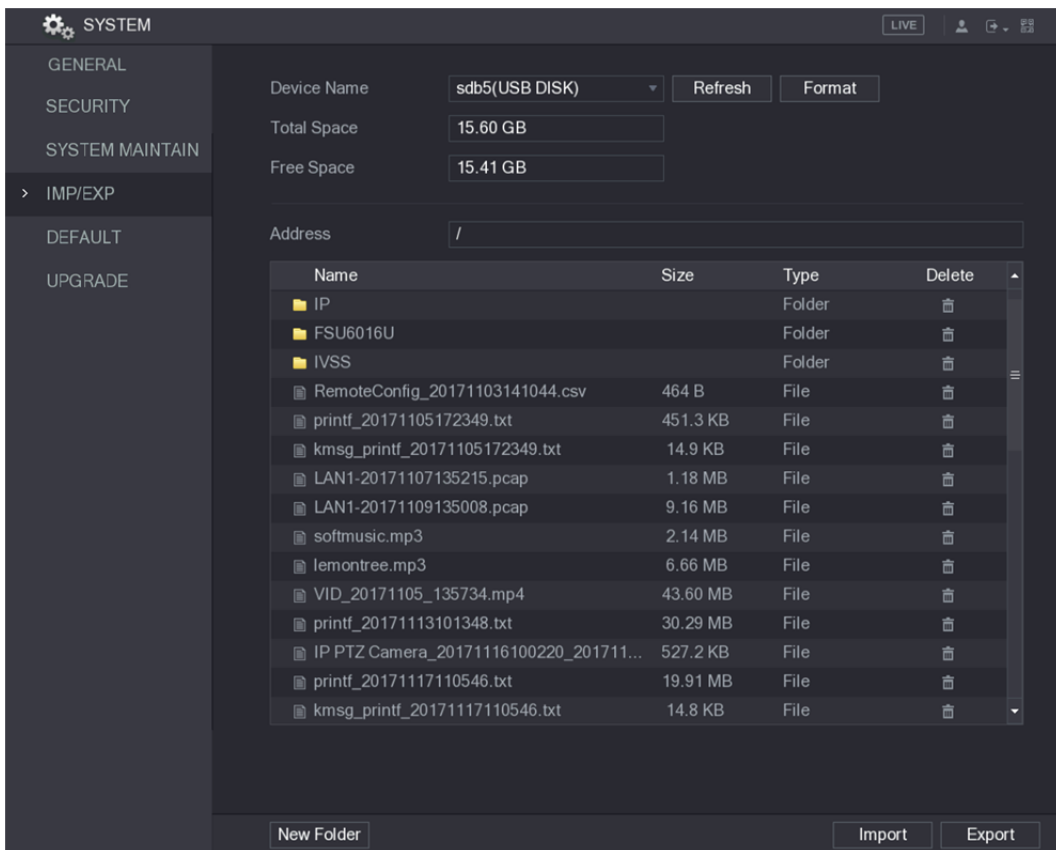 SYSTEM LIVE
GENERAL
SECURITY
SYSTEM MAINTAIN
> IMP/EXP
DEFAULT
UPGRADE
Device Name sdb5(USB DISK) Refresh Format
Total Space 15.60 GB
Free Space 15.41 GB
Address /
Name Size Type Delete
IP Folder
FSU6016U Folder
IVSS Folder
RemoteConfig_20171103141044.csv 464 B File
printf_20171105172349.txt 451.3 KB File
kmsg_printf_20171105172349.txt 14.9 KB File
LAN1-20171107135215.pcap 1.18 MB File
LAN1-20171109135008.pcap 9.16 MB File
softmusic.mp3 2.14 MB File
lemontree.mp3 6.66 MB File
VID_20171105_135734.mp4 43.60 MB File
printf_20171113101348.txt 30.29 MB File
IP PTZ Camera_20171116100220_201711... 527.2 KB File
printf_20171117110546.txt 19.91 MB File
kmsg_printf_20171117110546.txt 14.8 KB File
New Folder Import Export